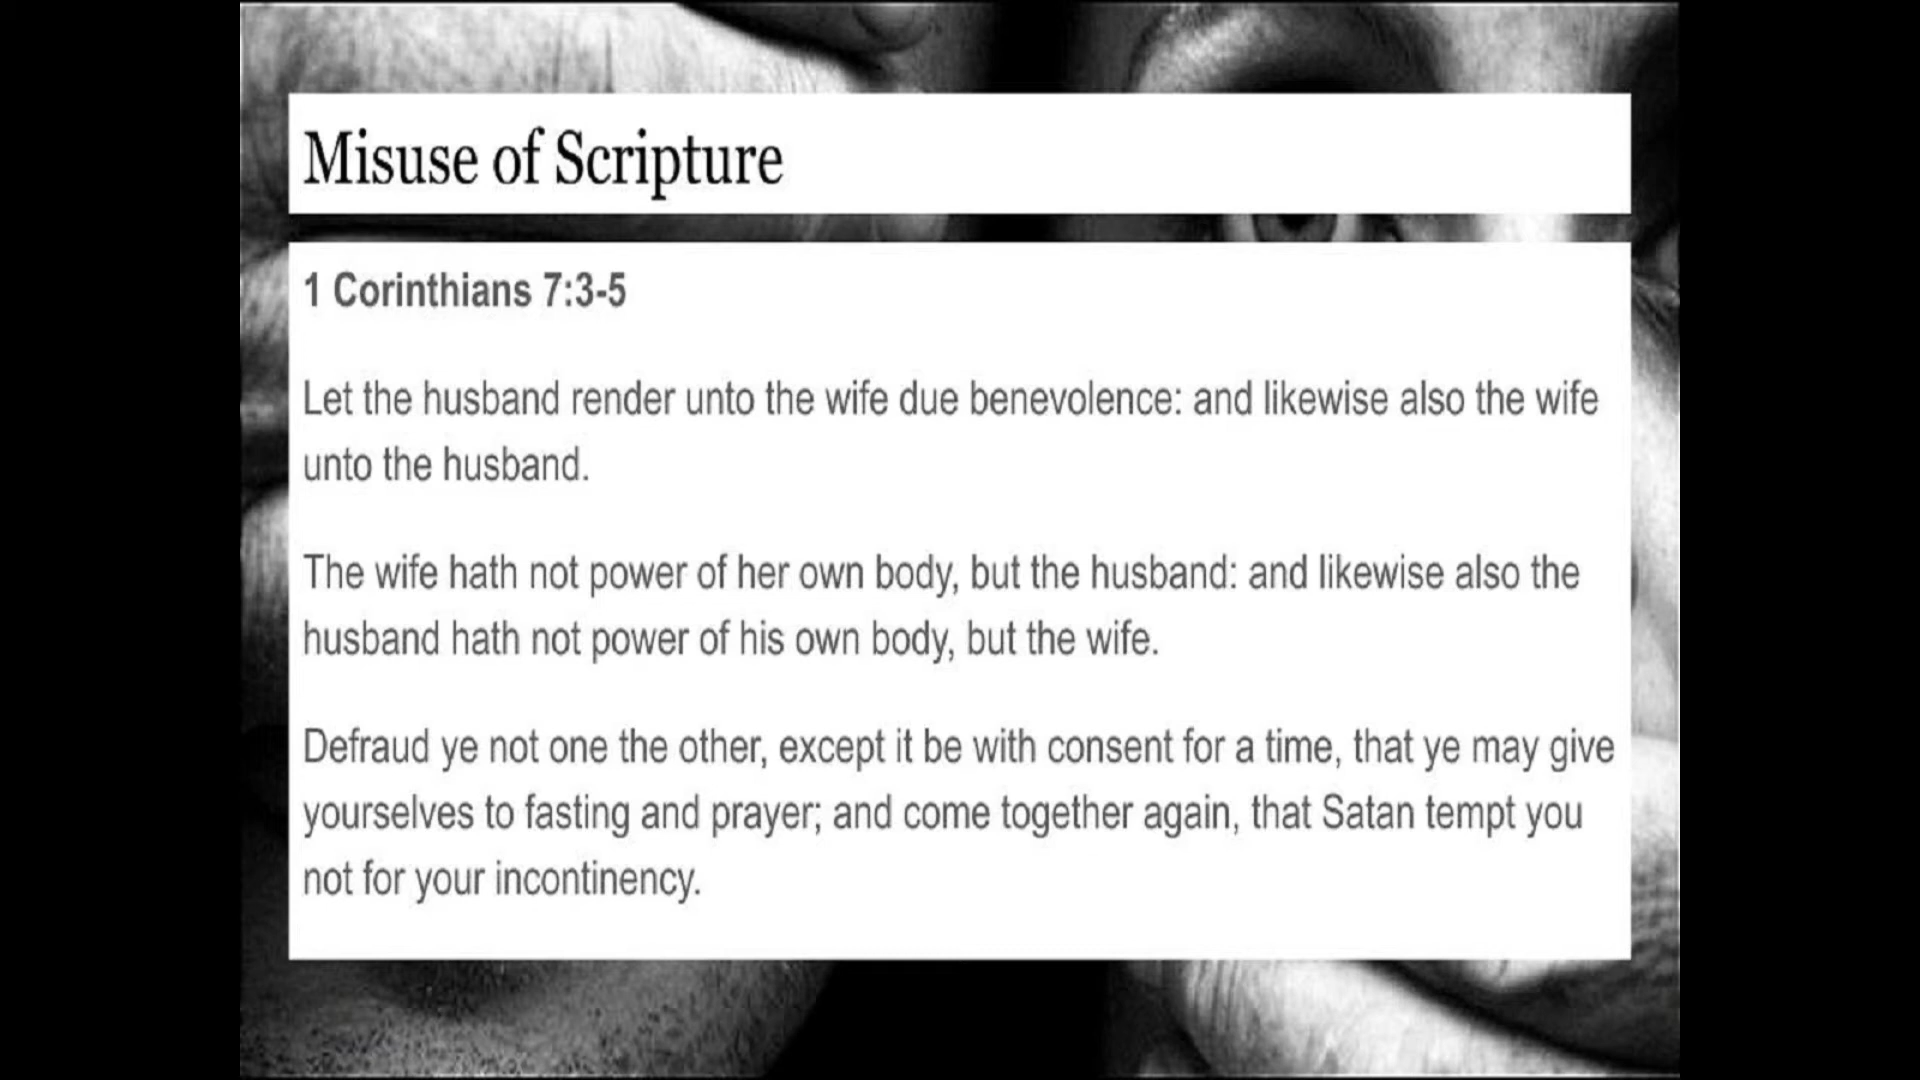 Misuse of Scripture
1 Corinthians 7:3-5
Let the husband render unto the wife due benevolence: and likewise also the wife
unto the husband.
The wife hath not power of her own body, but the husband: and likewise also the
husband hath not power of his own body, but the wife.
Defraud ye not one the other, except it be with consent for a time, that ye may give
yourselves to fasting and prayer; and come together again, that Satan tempt you
not for your incontinency.